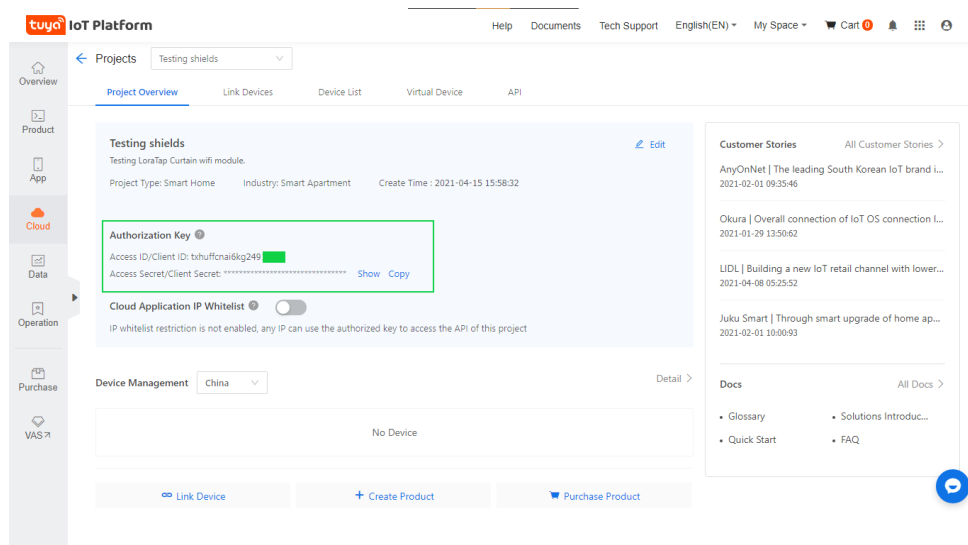 tuya IoT Platform
Help Documents Tech Support English(EN) My Space Cart 0
Overview
Product
App
Cloud
Data
Operation
Purchase
VAS
Projects Testing shields
Project Overview Link Devices Device List Virtual Device API
Testing shields
Edit
Testing LoraTap Curtain wifi module.
Project Type: Smart Home Industry: Smart Apartment Create Time : 2021-04-15 15:58:32
Authorization Key
Access ID/Client ID: txhuffcnai6kg249
Access Secret/Client Secret: ******************************** Show Copy
Cloud Application IP Whitelist
IP whitelist restriction is not enabled, any IP can use the authorized key to access the API of this project
Device Management China
Detail
No Device
Link Device
Create Product
Purchase Product
Customer Stories All Customer Stories
AnyOnNet | The leading South Korean IoT brand i...
2021-02-01 09:35:46
Okura | Overall connection of IoT OS connection I...
2021-01-29 13:50:62
LIDL | Building a new IoT retail channel with lower...
2021-04-08 05:25:52
Juku Smart | Through smart upgrade of home ap...
2021-02-01 10:00:93
Docs All Docs
• Glossary • Solutions Introduc...
• Quick Start • FAQ